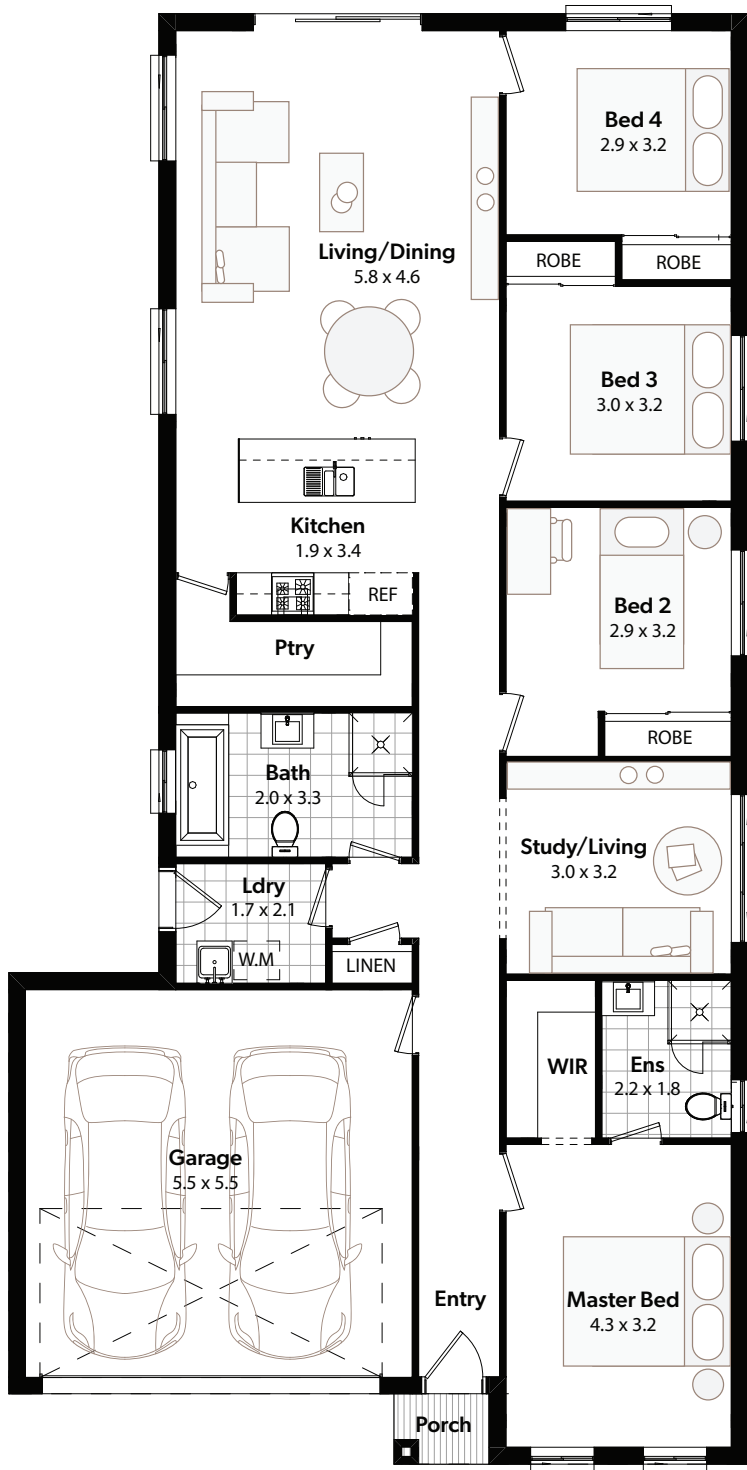 Bed 4
2.9 x 3.2
Living/Dining
5.8 x 4.6
ROBE
ROBE
Bed 3
3.0 x 3.2
Kitchen
1.9 x 3.4
REF
Bed 2
2.9 x 3.2
Ptry
ROBE
Bath
2.0 x 3.3
Study/Living
3.0 x 3.2
Ldry
1.7 x 2.1
W.M
LINEN
WIR
Ens
2.2 x 1.8
Garage
5.5 x 5.5
Entry
Master Bed
4.3 x 3.2
Porch